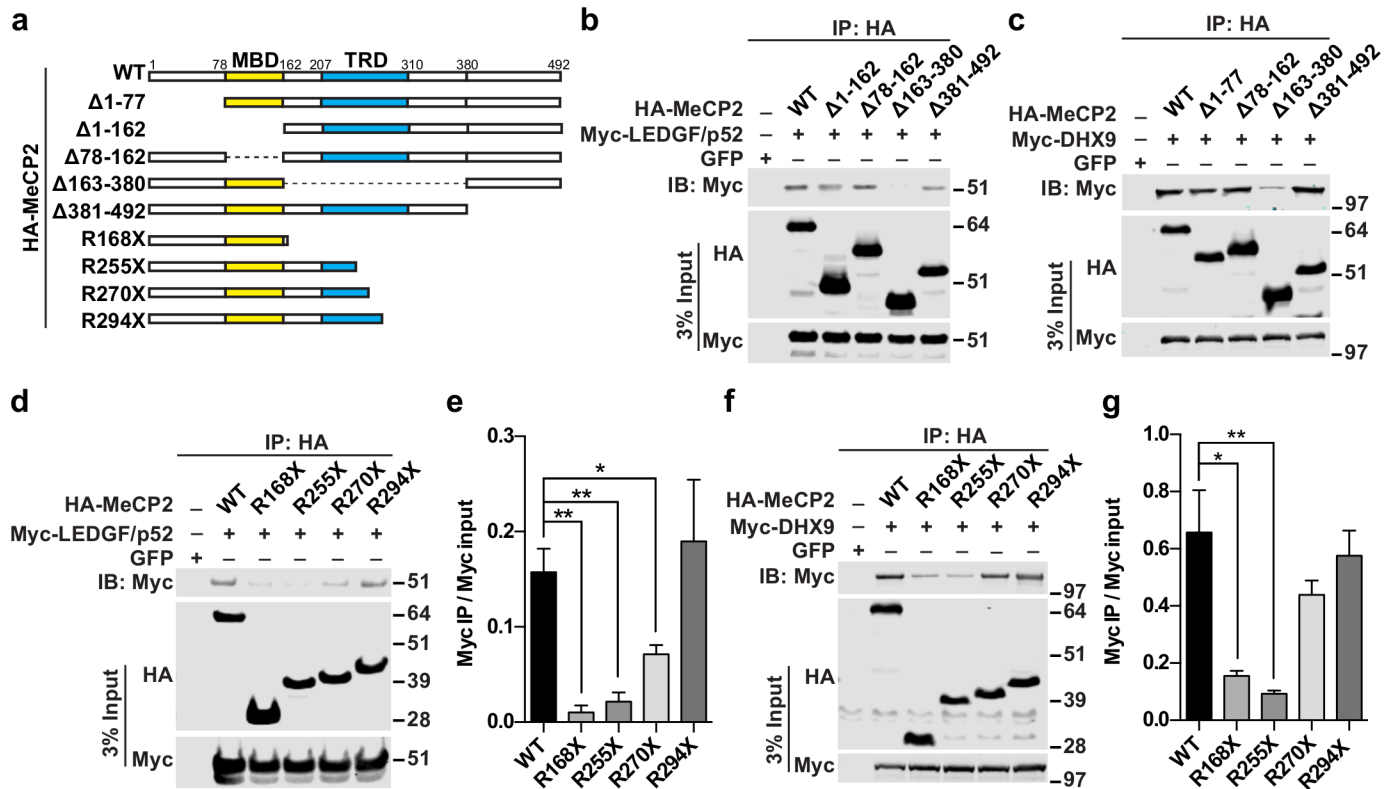 a
HA-MeCP2
1 78 MBD 162 207 TRD 310 380 492
WT
Δ1-77
Δ1-162
Δ78-162
Δ163-380
Δ381-492
R168X
R255X
R270X
R294X
b
IP: HA
HA-MeCP2 – WT Δ1-162 Δ78-162 Δ163-380 Δ381-492
Myc-LEDGF/p52 – + + + + +
GFP + – – – – –
IB: Myc –51
3% Input
HA –64
–51
Myc –51
c
IP: HA
HA-MeCP2 – WT Δ1-77 Δ78-162 Δ163-380 Δ381-492
Myc-DHX9 – + + + + +
GFP + – – – – –
IB: Myc –97
3% Input
HA –64
–51
Myc –97
d
IP: HA
HA-MeCP2 – WT R168X R255X R270X R294X
Myc-LEDGF/p52 – + + + + +
GFP + – – – – –
IB: Myc –51
3% Input
–64
–51
HA –39
–28
Myc –51
e
Myc IP / Myc input
0.3
0.2
0.1
0.0
*
**
**
WT R168X R255X R270X R294X
f
IP: HA
HA-MeCP2 – WT R168X R255X R270X R294X
Myc-DHX9 – + + + + +
GFP + – – – – –
IB: Myc –97
3% Input
–64
–51
HA –39
–28
Myc –97
g
Myc IP / Myc input
1.0
0.8
0.6
0.4
0.2
0.0
**
*
WT R168X R255X R270X R294X